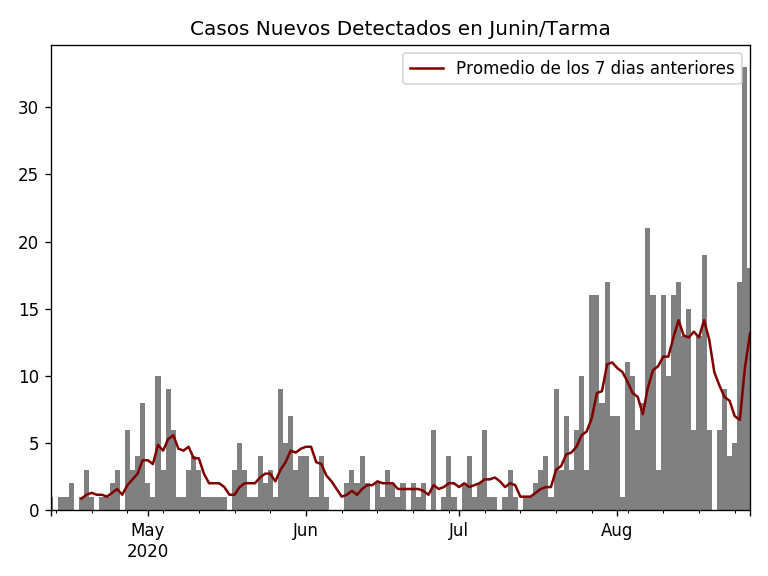 Casos Nuevos Detectados en Junin/Tarma
Promedio de los 7 dias anteriores
30
25
20
15
10
5
0
May
2020
Jun
Jul
Aug